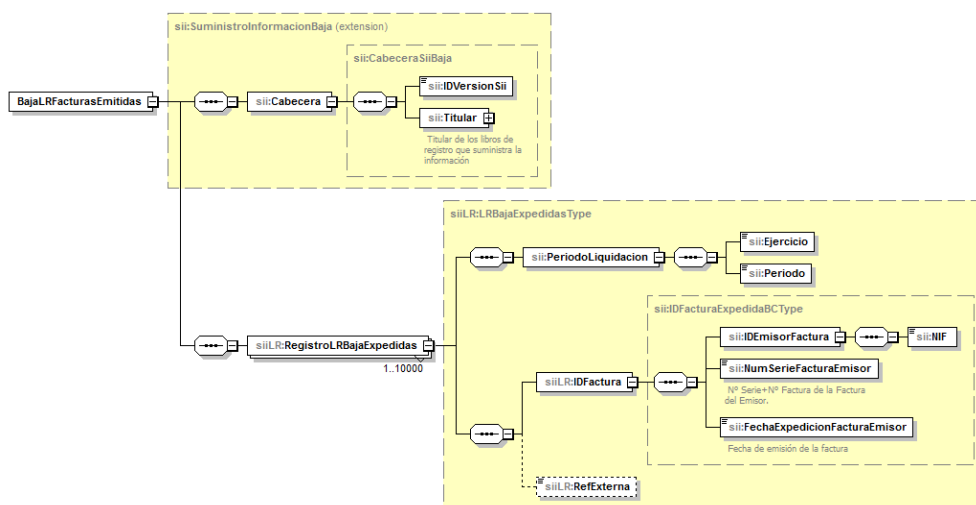 sii:SuministroInformacionBaja (extension)
sii:CabeceraSiiBaja
BajaLRFacturasEmitidas
sii:Cabecera
sii:IDVersionSii
sii:Titular
Titular de los libros de
registro que suministra la
información
siiLR:LRBajaExpedidasType
sii:PeriodoLiquidacion
sii:Ejercicio
sii:Periodo
sii:IDFacturaExpedidaBCType
siiLR:RegistroLRBajaExpedidas
1..10000
siiLR:IDFactura
sii:IDEmisorFactura
sii:NIF
sii:NumSerieFacturaEmisor
Nº Serie+Nº Factura de la Factura
del Emisor.
sii:FechaExpedicionFacturaEmisor
Fecha de emisión de la factura
siiLR:RefExterna